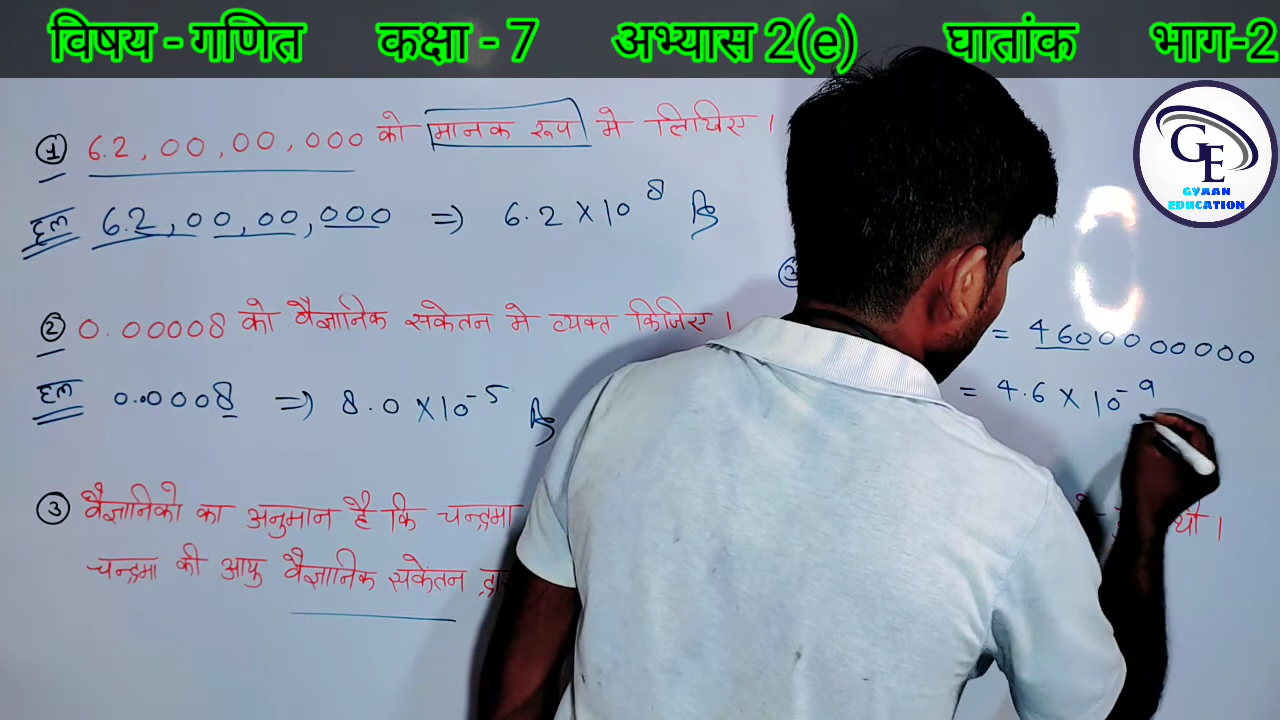 विषय - गणित कक्षा - 7 अभ्यास 2(e) घातांक भाग-2
GE
GYAAN
EDUCATION
① 62,00,00,000 को मानक रूप मे लिखिए ।
हल 62,00,00,000 ⇒ 6.2 × 10⁸
② 0.00008 को वैज्ञानिक संकेतन मे व्यक्त किजिए ।
हल 0.00008 ⇒ 8.0 × 10⁻⁵
③ वैज्ञानिको का अनुमान है कि चन्द्रमा
चन्द्रमा की आयु वैज्ञानिक संकेतन
= 4600000000
= 4.6 × 10⁻⁹